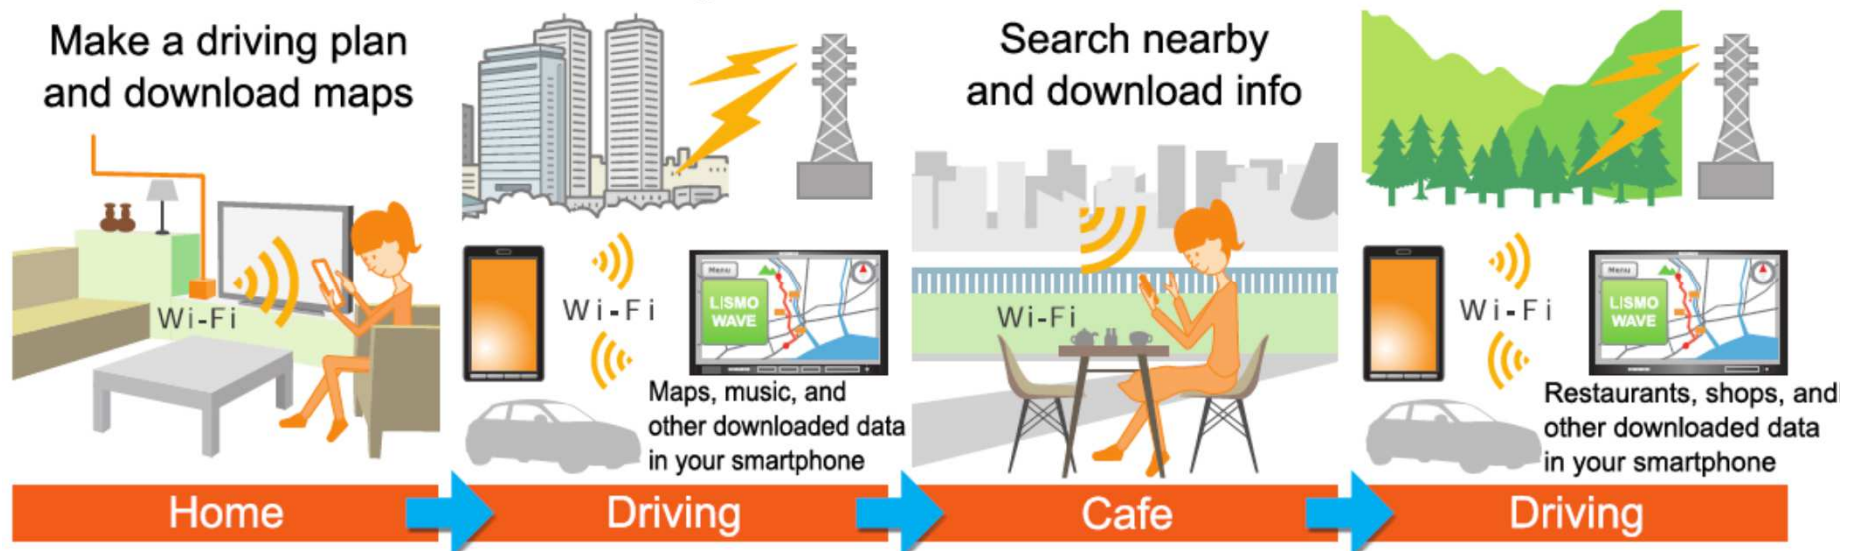 Make a driving plan
and download maps
Wi-Fi
Home
Wi-Fi
Menu
LISMO
WAVE
Maps, music, and
other downloaded data
in your smartphone
Driving
Search nearby
and download info
Wi-Fi
Cafe
Wi-Fi
Menu
LISMO
WAVE
Restaurants, shops, and
other downloaded data
in your smartphone
Driving